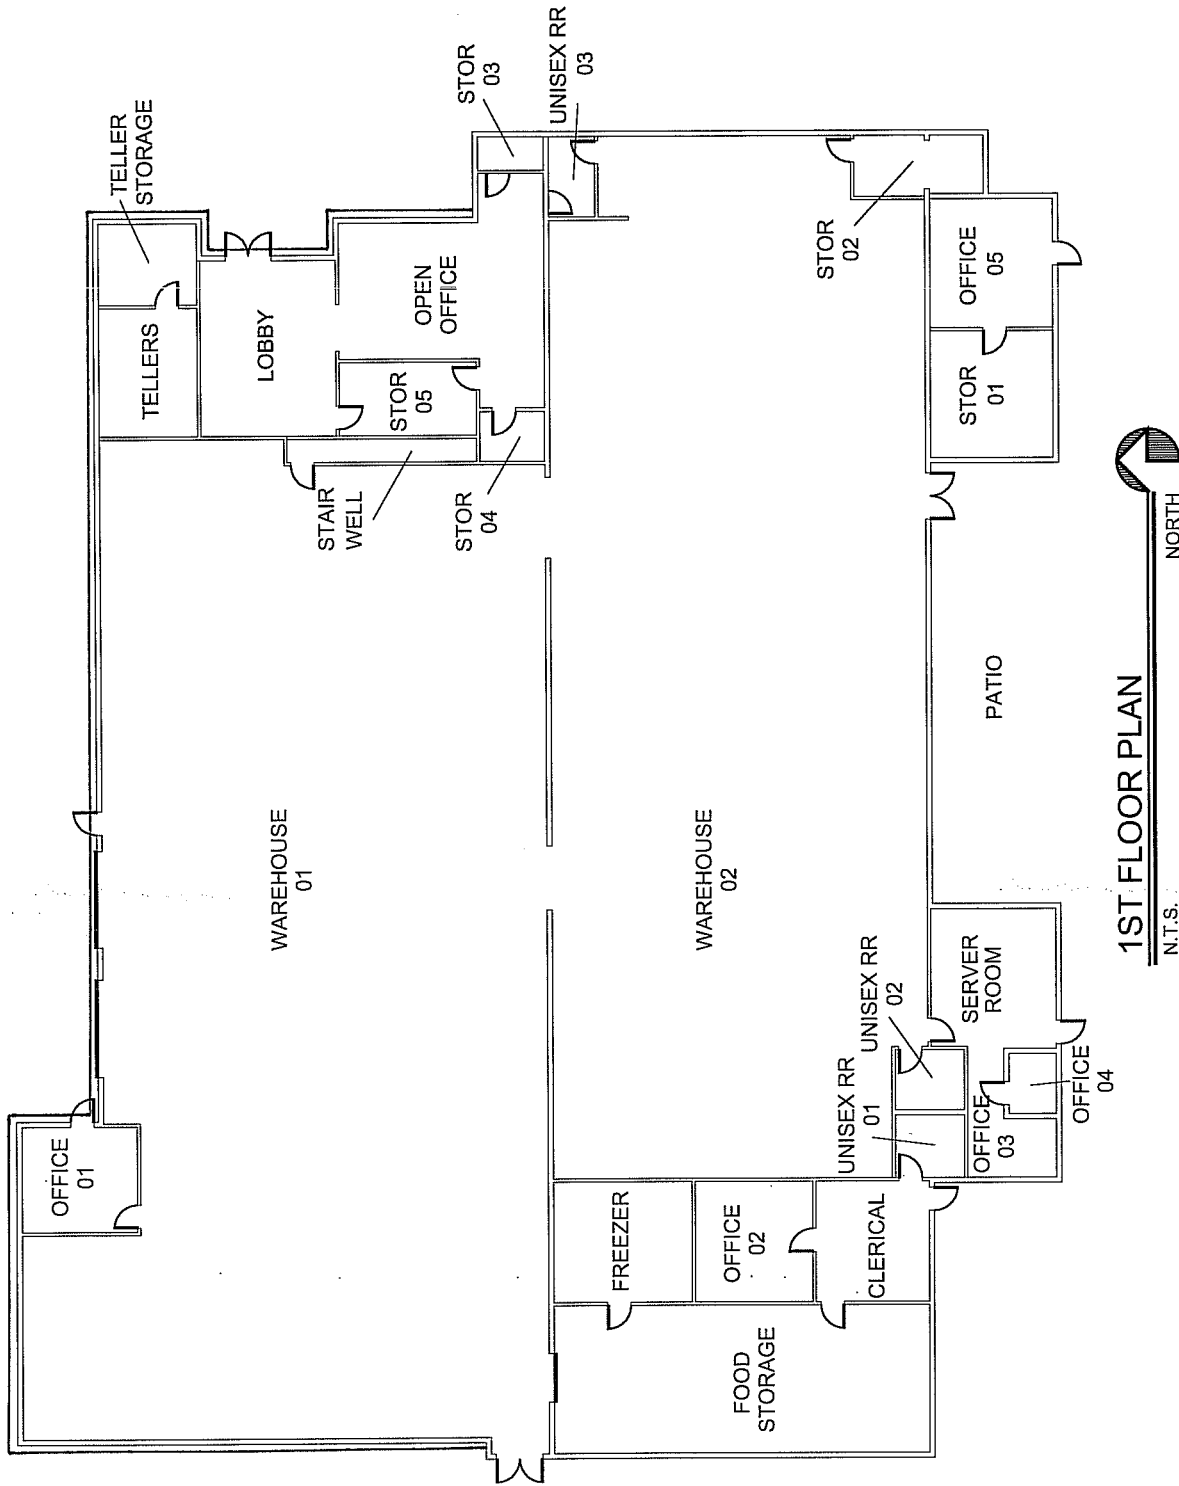 TELLER
STORAGE
STOR
03
UNISEX RR
03
TELLERS
LOBBY
OPEN
OFFICE
STOR
05
STAIR
WELL
STOR
04
STOR
02
OFFICE
05
STOR
01
WAREHOUSE
01
WAREHOUSE
02
PATIO
OFFICE
01
UNISEX RR
02
UNISEX RR
01
SERVER
ROOM
OFFICE
04
OFFICE
03
FREEZER
OFFICE
02
CLERICAL
FOOD
STORAGE
1ST FLOOR PLAN
N.T.S.
NORTH